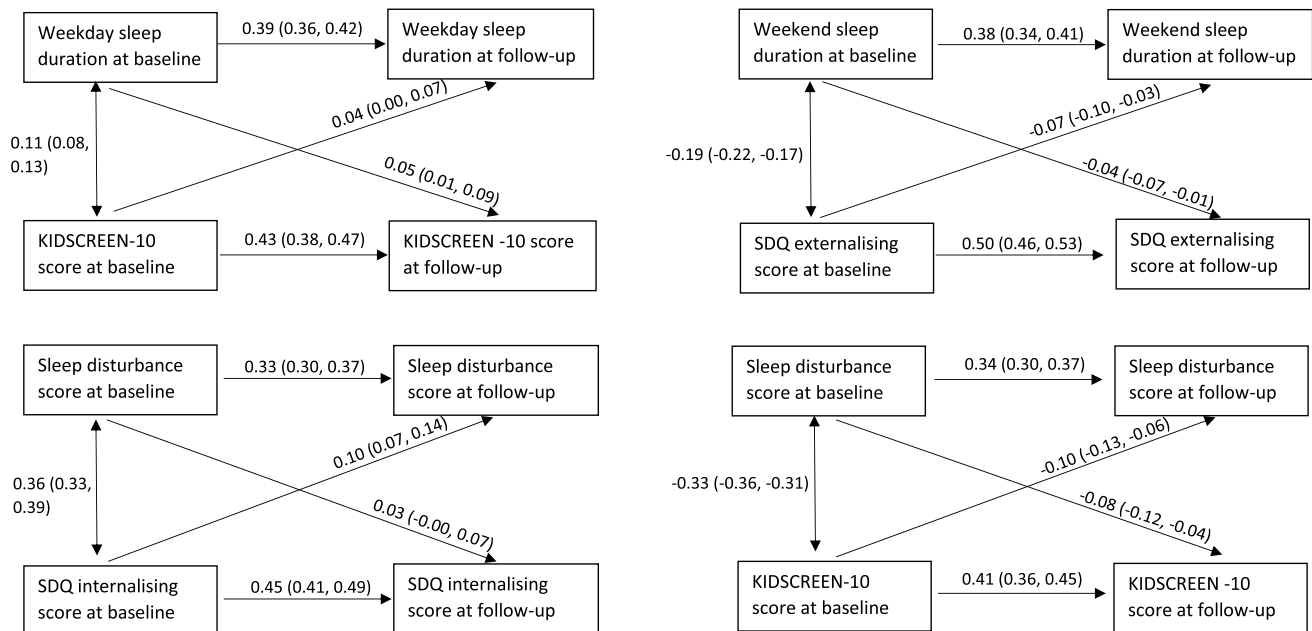 Weekday sleep
duration at baseline
0.39 (0.36, 0.42)
Weekday sleep
duration at follow-up
0.11 (0.08,
0.13)
0.04 (0.00, 0.07)
0.05 (0.01, 0.09)
KIDSCREEN-10
score at baseline
0.43 (0.38, 0.47)
KIDSCREEN -10 score
at follow-up
Weekend sleep
duration at baseline
0.38 (0.34, 0.41)
Weekend sleep
duration at follow-up
-0.19 (-0.22, -0.17)
-0.07 (-0.10, -0.03)
-0.04 (-0.07, -0.01)
SDQ externalising
score at baseline
0.50 (0.46, 0.53)
SDQ externalising
score at follow-up
Sleep disturbance
score at baseline
0.33 (0.30, 0.37)
Sleep disturbance
score at follow-up
0.36 (0.33,
0.39)
0.10 (0.07, 0.14)
0.03 (-0.00, 0.07)
SDQ internalising
score at baseline
0.45 (0.41, 0.49)
SDQ internalising
score at follow-up
Sleep disturbance
score at baseline
0.34 (0.30, 0.37)
Sleep disturbance
score at follow-up
-0.33 (-0.36, -0.31)
-0.10 (-0.13, -0.06)
-0.08 (-0.12, -0.04)
KIDSCREEN-10
score at baseline
0.41 (0.36, 0.45)
KIDSCREEN -10
score at follow-up